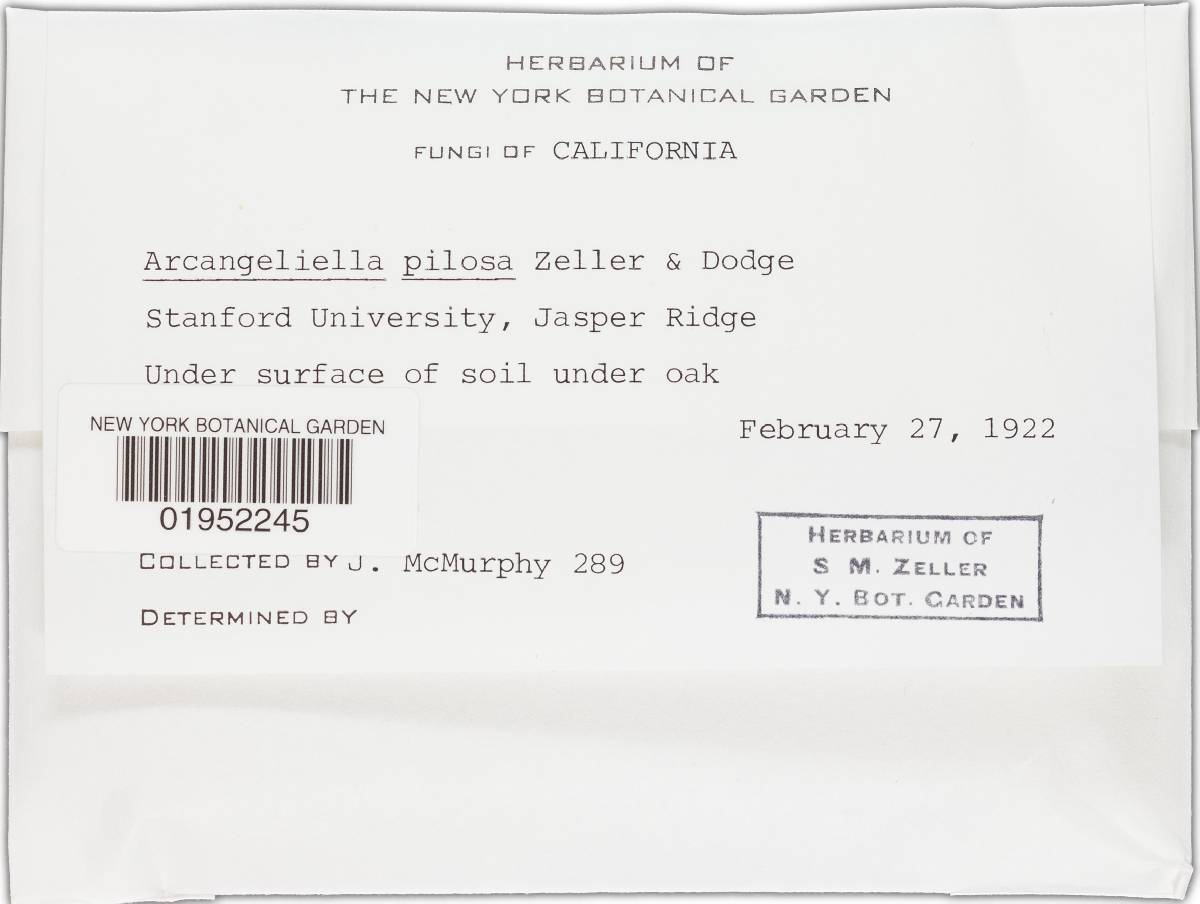 HERBARIUM OF
THE NEW YORK BOTANICAL GARDEN
FUNGI OF CALIFORNIA
Arcangeliella pilosa Zeller & Dodge
Stanford University, Jasper Ridge
Under surface of soil under oak
February 27, 1922
NEW YORK BOTANICAL GARDEN
01952245
COLLECTED BY J. McMurphy 289
DETERMINED BY
HERBARIUM OF
S M. ZELLER
N. Y. BOT. GARDEN